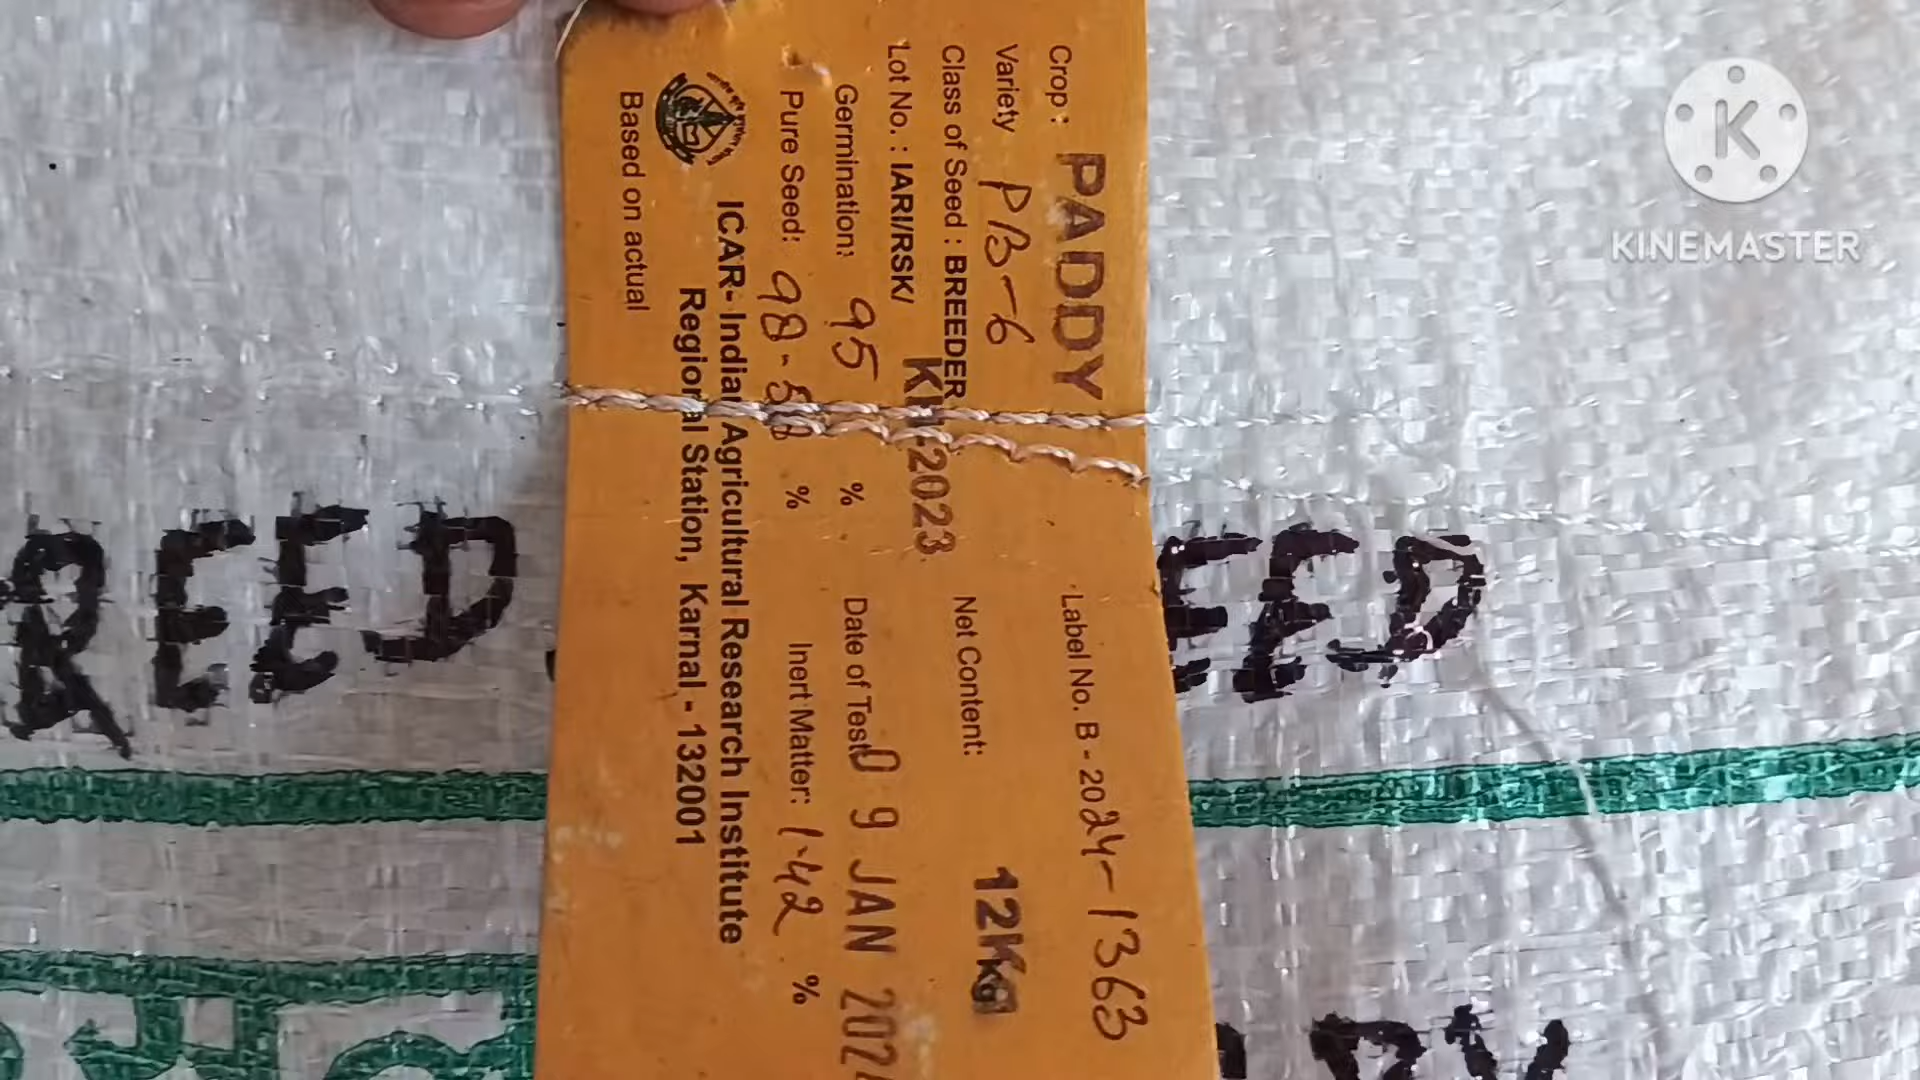 Crop : PADDY
Label No. B - 2024-1363
Variety PB-6
Class of Seed : BREEDER
Net Content: 12Kg
Lot No. : IARI/RSK/ KH-2023
Germination: 95 %
Date of Test: 09 JAN 202
Pure Seed: 98.58 %
Inert Matter: 1.42 %
ICAR- Indian Agricultural Research Institute
Regional Station, Karnal - 132001
Based on actual
REED
EED
K
KINEMASTER